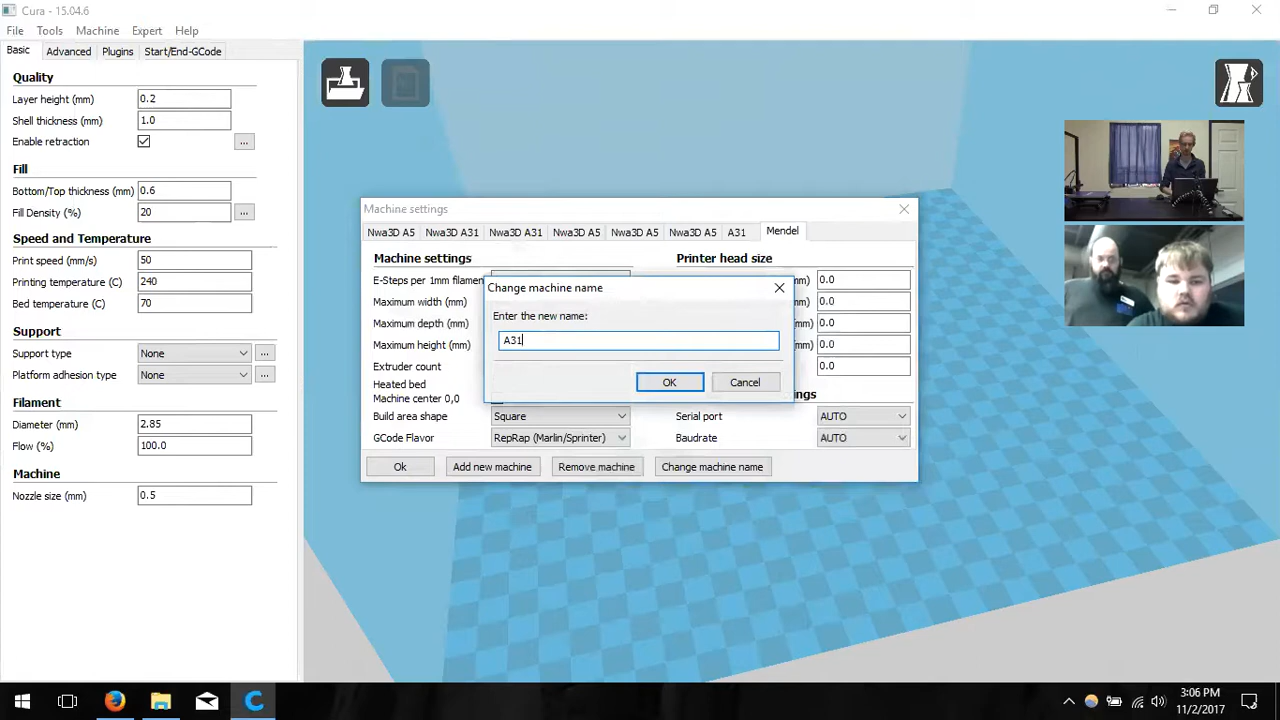 Cura - 15.04.6
File Tools Machine Expert Help
Basic Advanced Plugins Start/End-GCode
Quality
Layer height (mm) 0.2
Shell thickness (mm) 1.0
Enable retraction ...
Fill
Bottom/Top thickness (mm) 0.6
Fill Density (%) 20 ...
Speed and Temperature
Print speed (mm/s) 50
Printing temperature (C) 240
Bed temperature (C) 70
Support
Support type None ...
Platform adhesion type None ...
Filament
Diameter (mm) 2.85
Flow (%) 100.0
Machine
Nozzle size (mm) 0.5
Machine settings
Nwa3D A5 Nwa3D A31 Nwa3D A31 Nwa3D A5 Nwa3D A5 Nwa3D A5 A31 Mendel
Machine settings Printer head size
E-Steps per 1mm filamen 0.0
Maximum width (mm) mm) 0.0
Maximum depth (mm) mm) 0.0
Maximum height (mm) mm) 0.0
Extruder count 0.0
Heated bed
Machine center 0,0
Build area shape Square Serial port AUTO
GCode Flavor RepRap (Marlin/Sprinter) Baudrate AUTO
Ok Add new machine Remove machine Change machine name
Change machine name
Enter the new name:
A31
OK Cancel
3:06 PM
11/2/2017